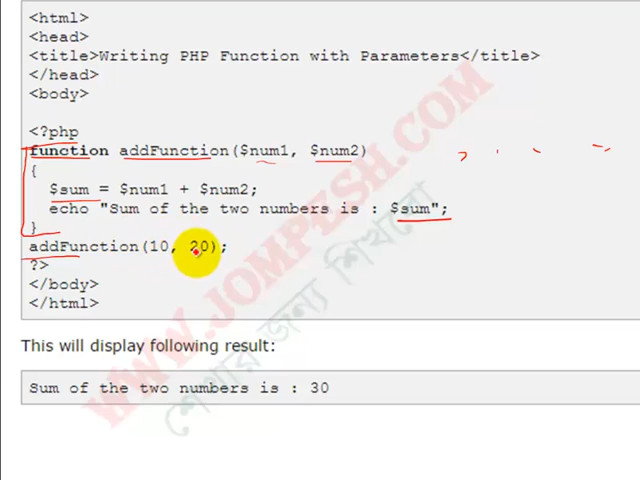 <html>
<head>
<title>Writing PHP Function with Parameters</title>
</head>
<body>
<?php
function addFunction($num1, $num2)
{
$sum = $num1 + $num2;
echo "Sum of the two numbers is : $sum";
}
addFunction(10, 20);
?>
</body>
</html>
This will display following result:
Sum of the two numbers is : 30
WWW.JOMPESH.COM
শেখার জন্য শিখানো